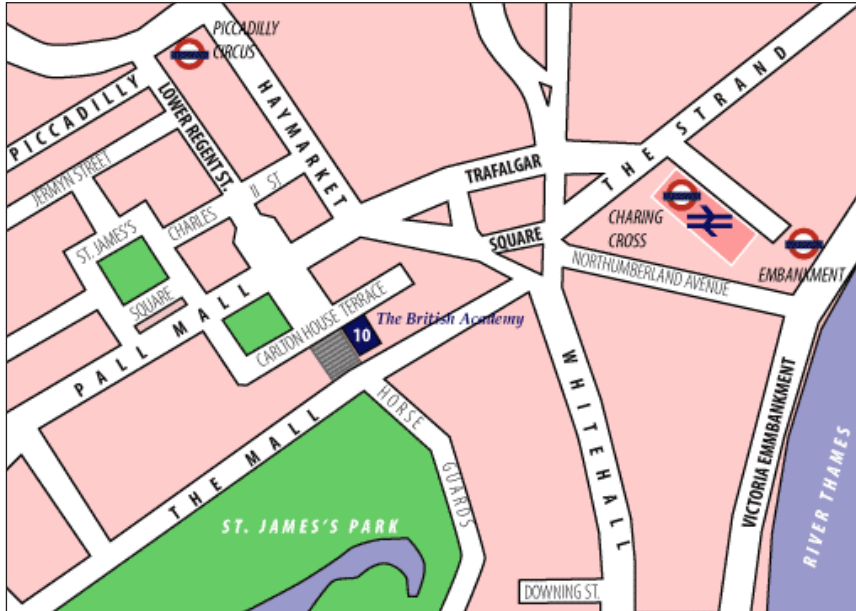 PICCADILLY
CIRCUS
PICCADILLY
LOWER REGENT ST.
HAYMARKET
JERMYN STREET
CHARLES
II ST
ST. JAMES'S
SQUARE
PALL MALL
TRAFALGAR
SQUARE
THE STRAND
CHARING
CROSS
EMBANKMENT
NORTHUMBERLAND AVENUE
CARLTON HOUSE TERRACE
10
The British Academy
THE MALL
HORSE
GUARDS
WHITEHALL
VICTORIA EMMBANKMENT
RIVER THAMES
ST. JAMES'S PARK
DOWNING ST.